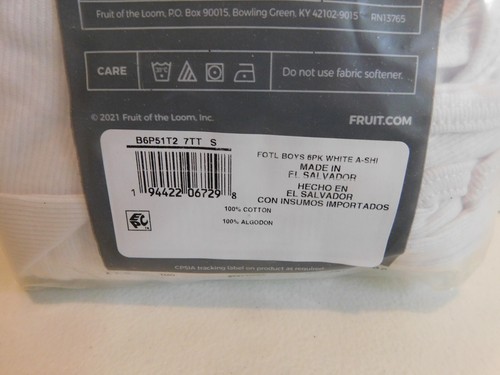 Fruit of the Loom, P.O. Box 90015, Bowling Green, KY 42102-9015 RN13765
CARE Do not use fabric softener.
© 2021 Fruit of the Loom, Inc. FRUIT.COM
B6P51T2 7TT S
FOTL BOYS 6PK WHITE A-SHI
MADE IN
EL SALVADOR
HECHO EN
EL SALVADOR
CON INSUMOS IMPORTADOS
1 94422 06729 8
100% COTTON
100% ALGODON
EPC
CPSIA tracking label on product as required